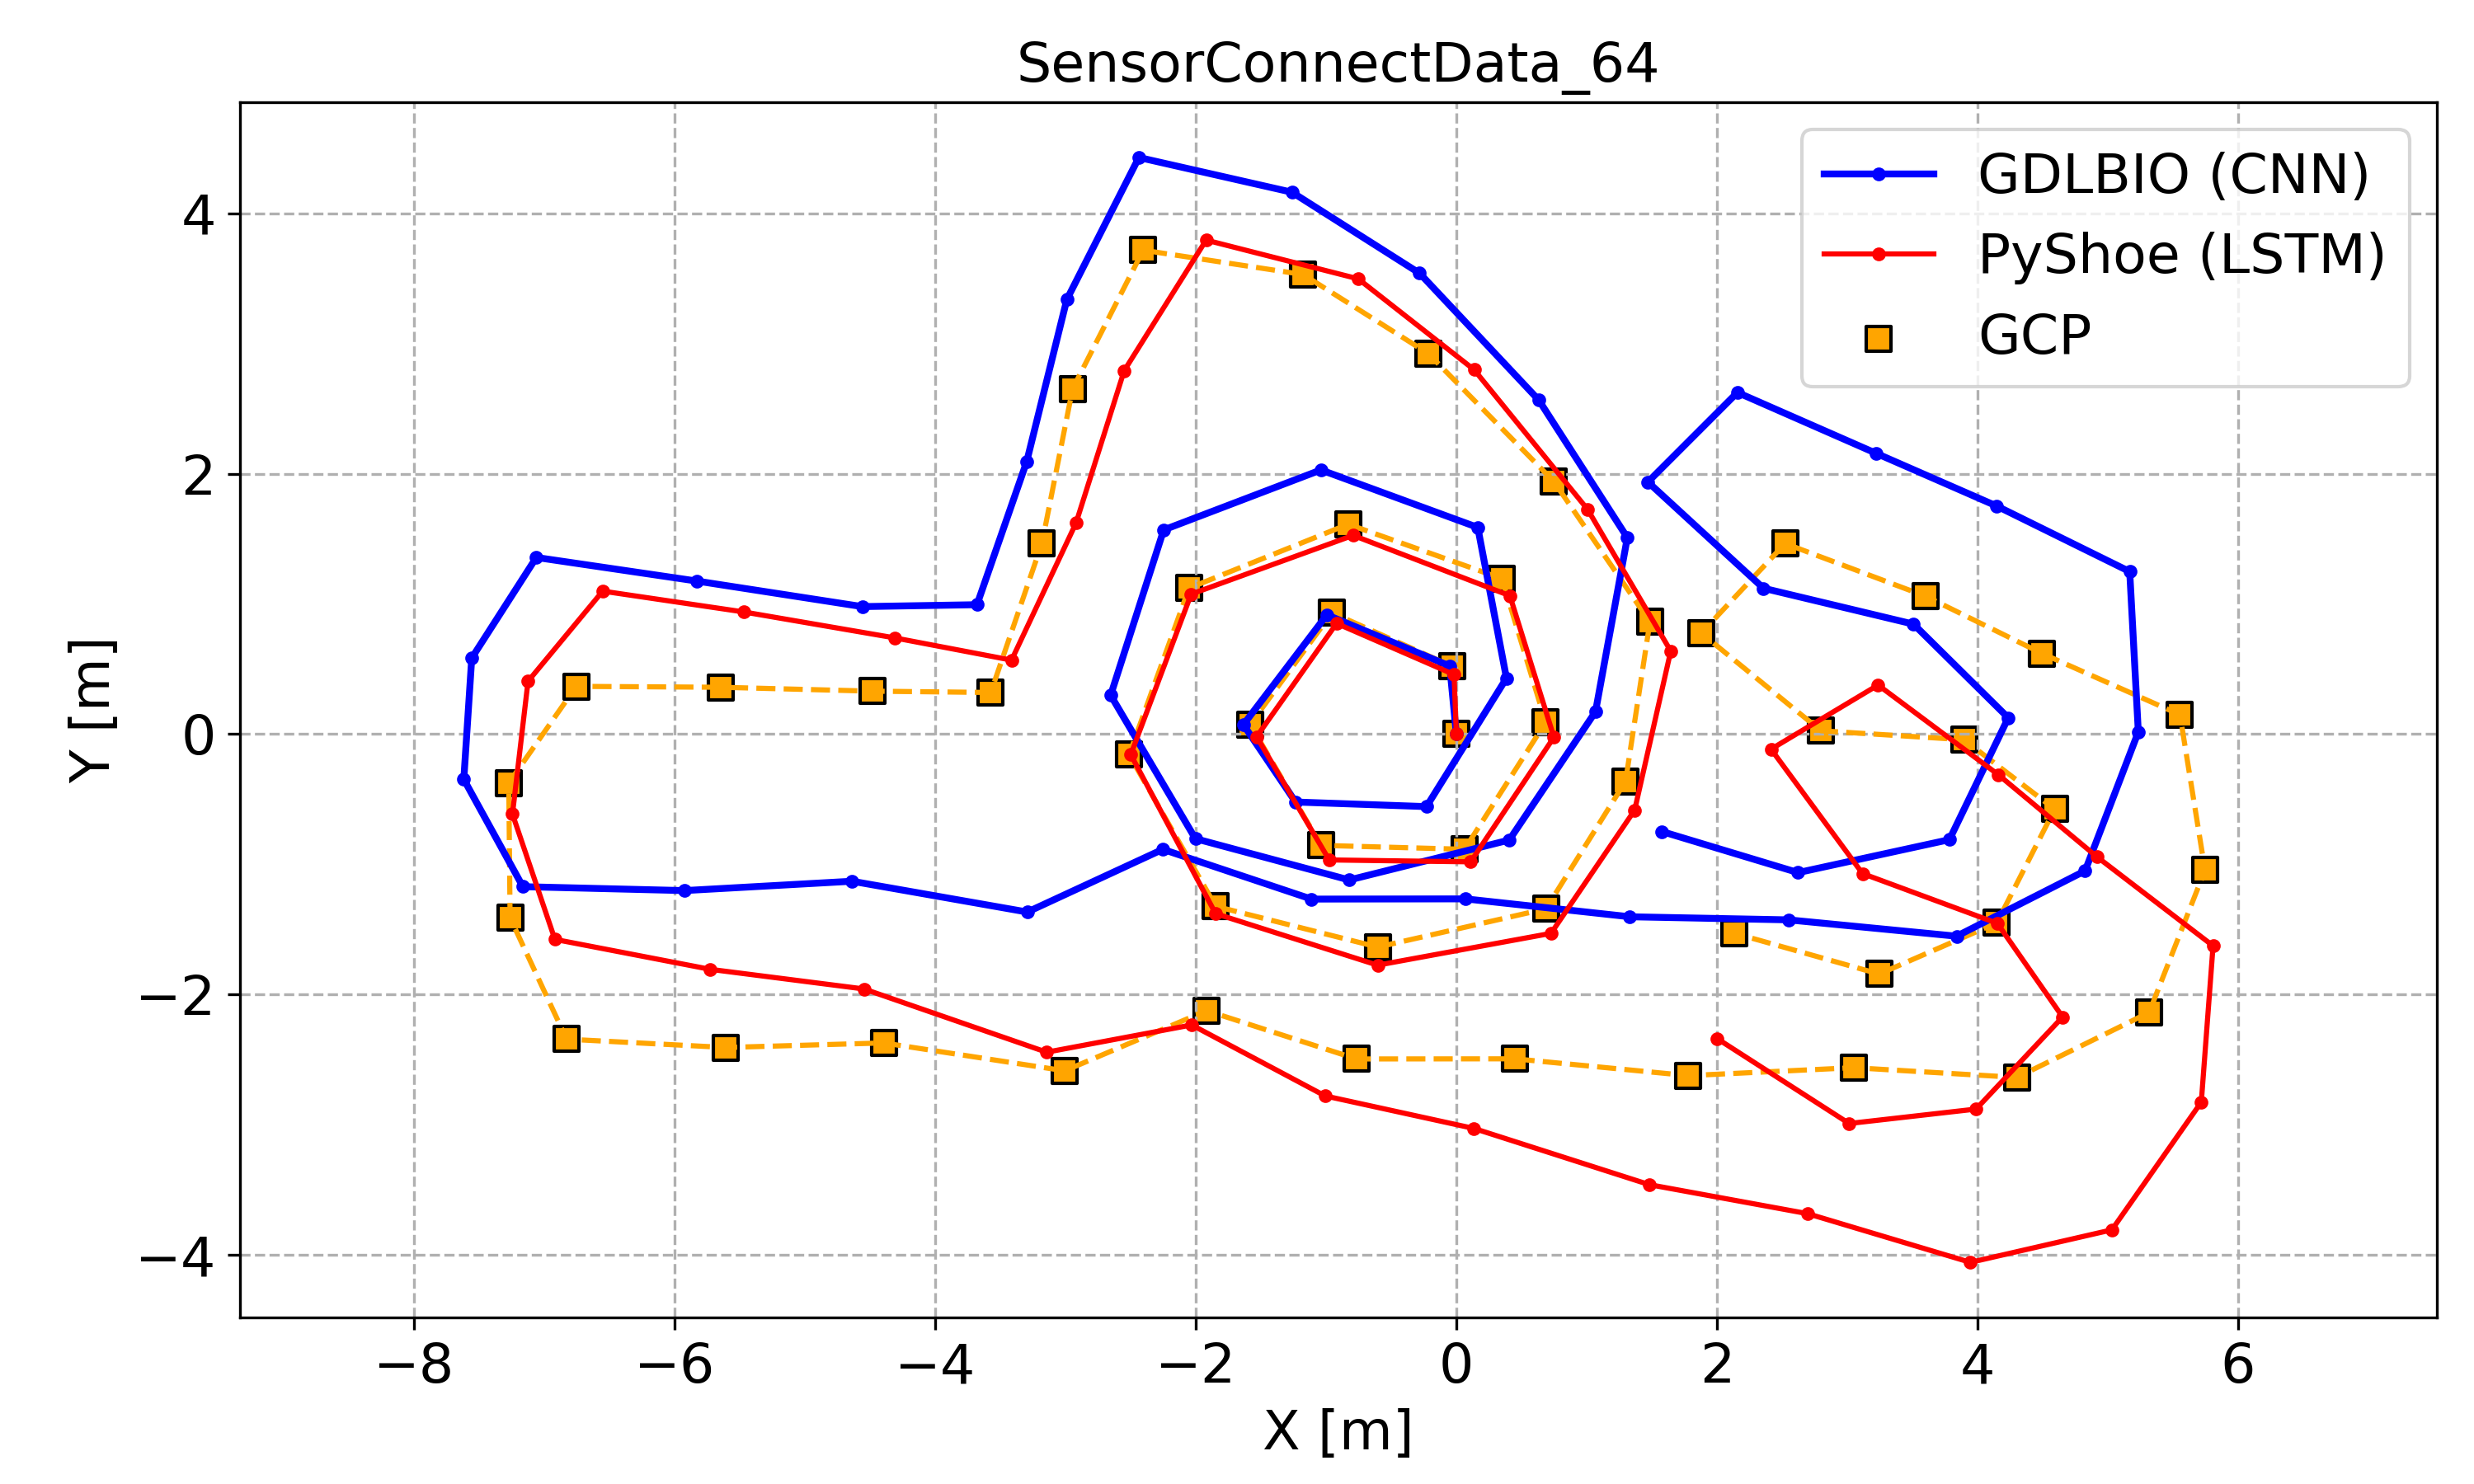 SensorConnectData_64
GDLBIO (CNN)
PyShoe (LSTM)
GCP
4
2
0
−2
−4
Y [m]
−8 −6 −4 −2 0 2 4 6
X [m]